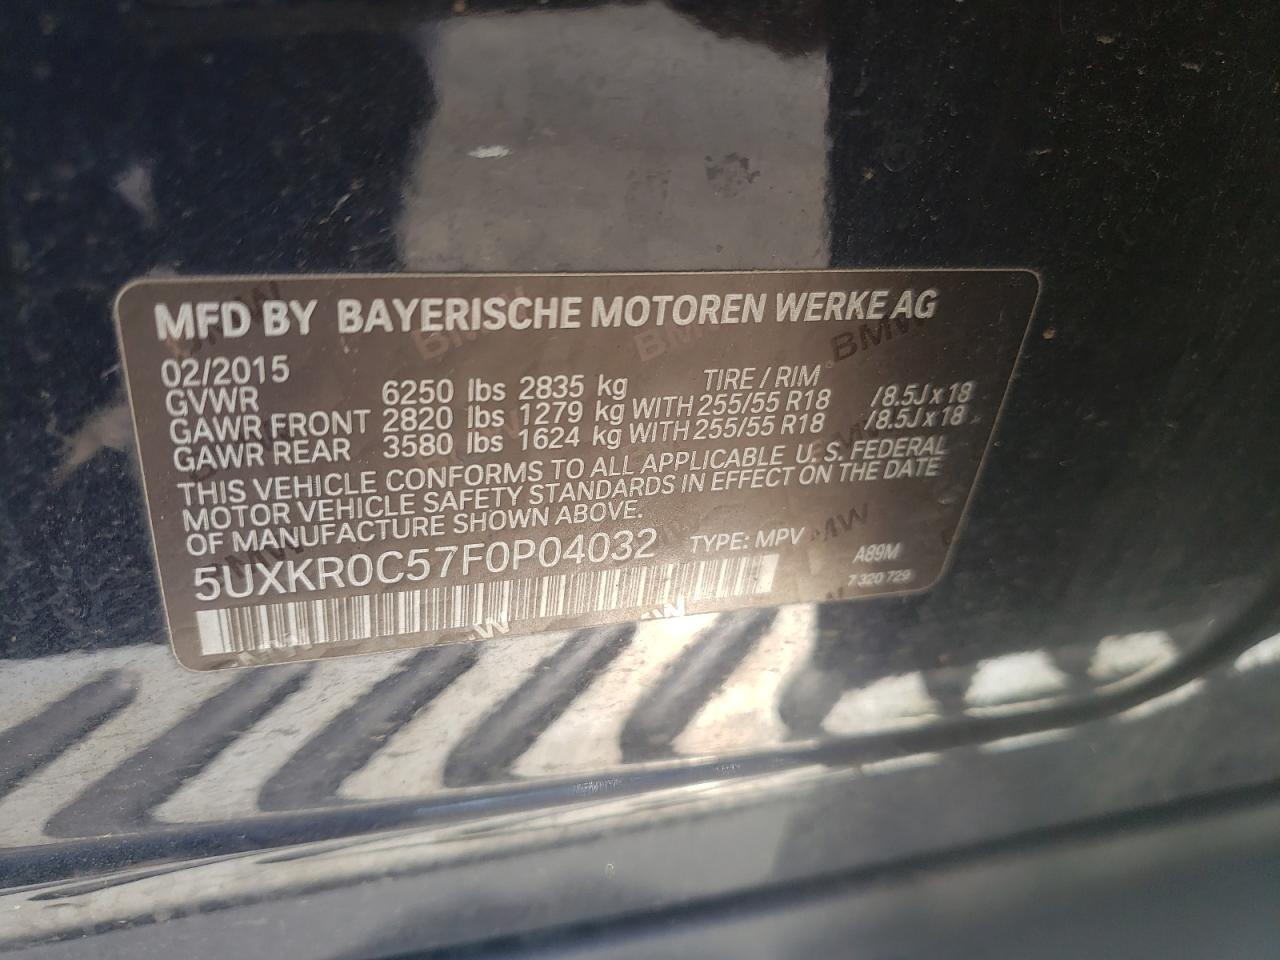 MFD BY BAYERISCHE MOTOREN WERKE AG
02/2015 TIRE / RIM
GVWR 6250 lbs 2835 kg
GAWR FRONT 2820 lbs 1279 kg WITH 255/55 R18 /8.5J x 18
GAWR REAR 3580 lbs 1624 kg WITH 255/55 R18 /8.5J x 18
THIS VEHICLE CONFORMS TO ALL APPLICABLE U.S. FEDERAL
MOTOR VEHICLE SAFETY STANDARDS IN EFFECT ON THE DATE
OF MANUFACTURE SHOWN ABOVE.
5UXKR0C57F0P04032 TYPE: MPV A89M
7 320 729